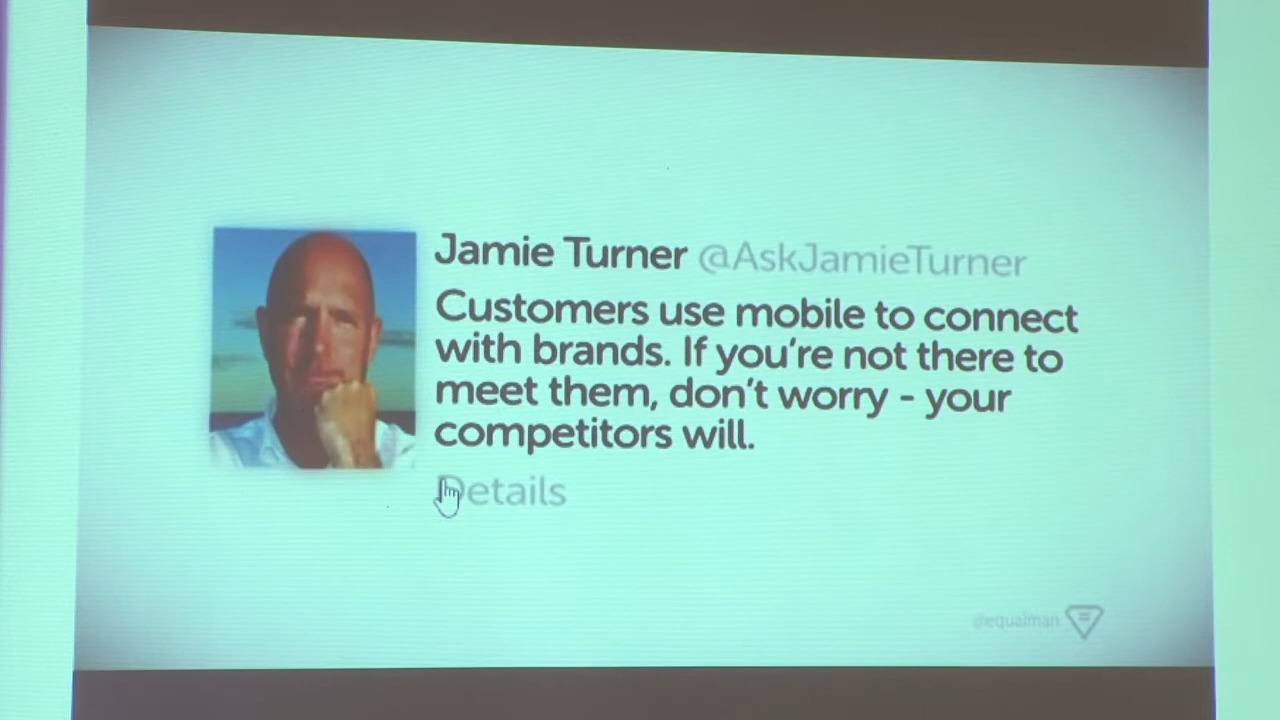 Jamie Turner @AskJamieTurner
Customers use mobile to connect
with brands. If you're not there to
meet them, don't worry - your
competitors will.
Details
@equalman